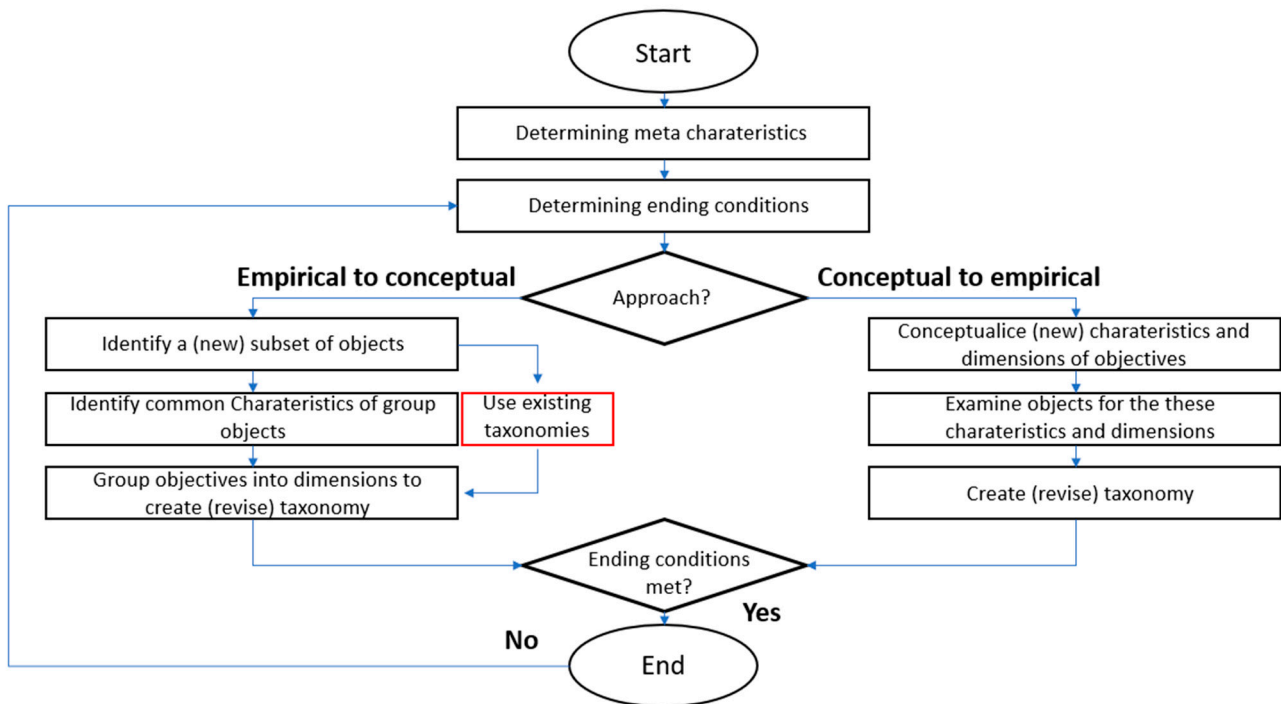 Start
Determining meta charateristics
Determining ending conditions
Empirical to conceptual
Approach?
Conceptual to empirical
Identify a (new) subset of objects
Identify common Charateristics of group
objects
Use existing
taxonomies
Group objectives into dimensions to
create (revise) taxonomy
Conceptualice (new) charateristics and
dimensions of objectives
Examine objects for the these
charateristics and dimensions
Create (revise) taxonomy
Ending conditions
met?
Yes
No
End